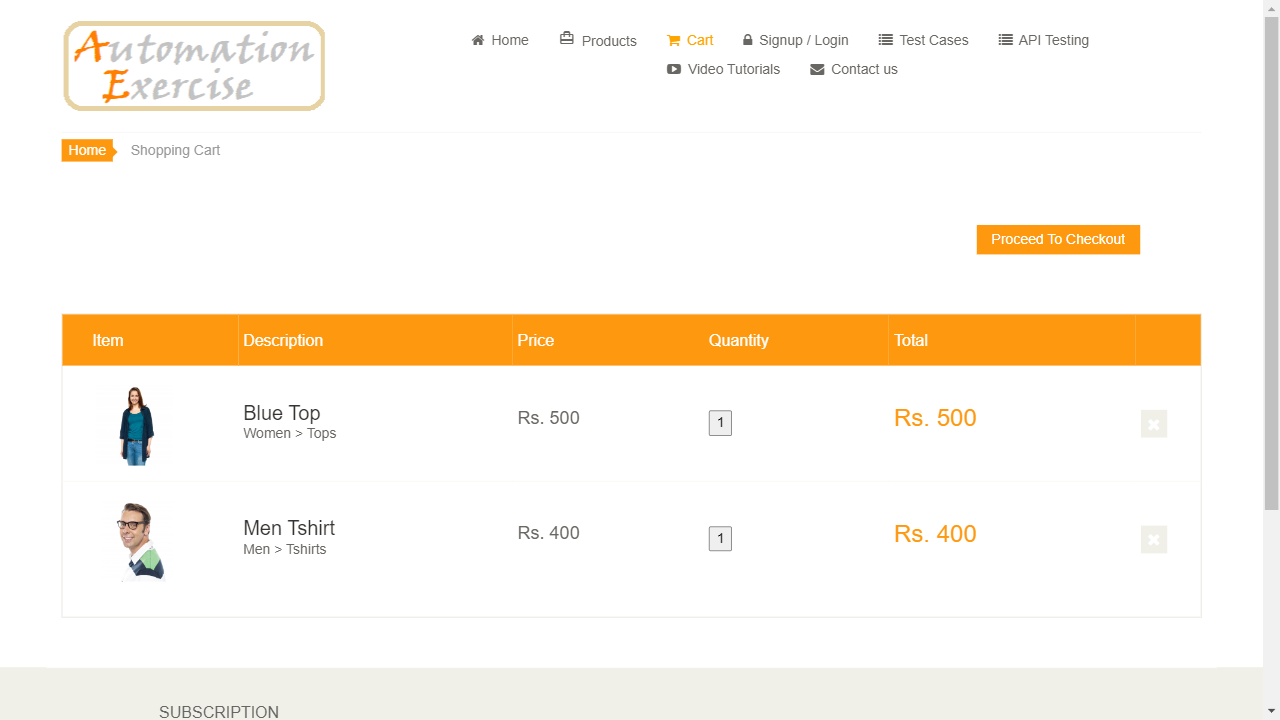 Automation
Exercise
Home
Products
Cart
Signup / Login
Test Cases
API Testing
Video Tutorials
Contact us
Home
Shopping Cart
Proceed To Checkout
Item Description Price Quantity Total
Blue Top
Women > Tops
Rs. 500
1
Rs. 500
Men Tshirt
Men > Tshirts
Rs. 400
1
Rs. 400
SUBSCRIPTION